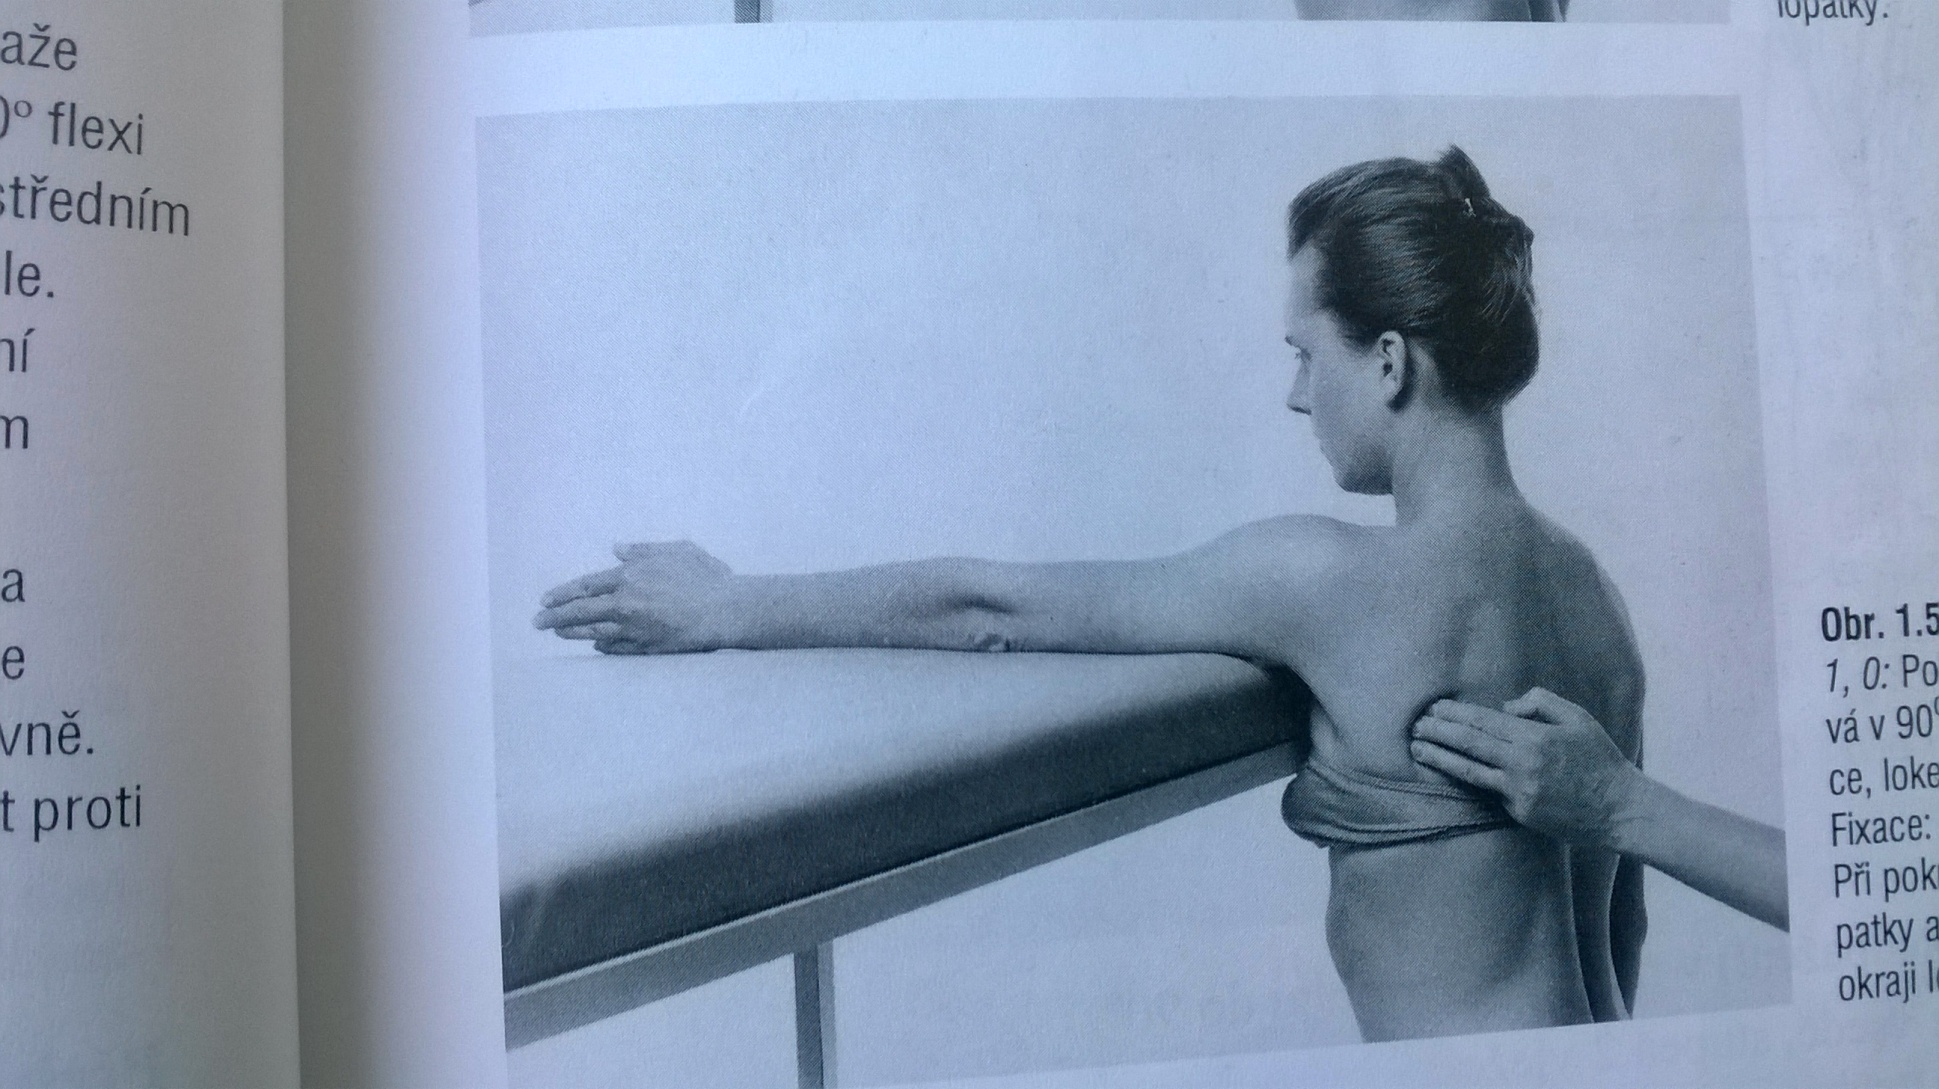 aže
0° flexi
středním
le.
ní
m
a
e
vně.
t proti
lopatky.
Obr. 1.5
1, 0: Po
vá v 90°
ce, loke
Fixace:
Při pok
patky a
okraji l